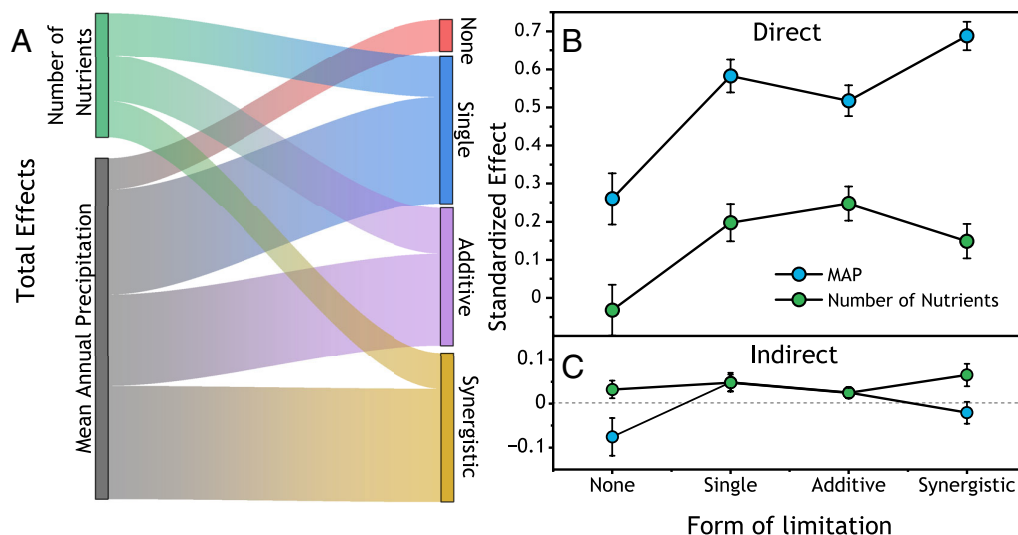 A
Total Effects
Number of
Nutrients
Mean Annual Precipitation
None
Single
Additive
Synergistic
B
Direct
Standardized Effect
0.7
0.6
0.5
0.4
0.3
0.2
0.1
0
MAP
Number of Nutrients
C
Indirect
0.1
0
−0.1
None
Single
Additive
Synergistic
Form of limitation